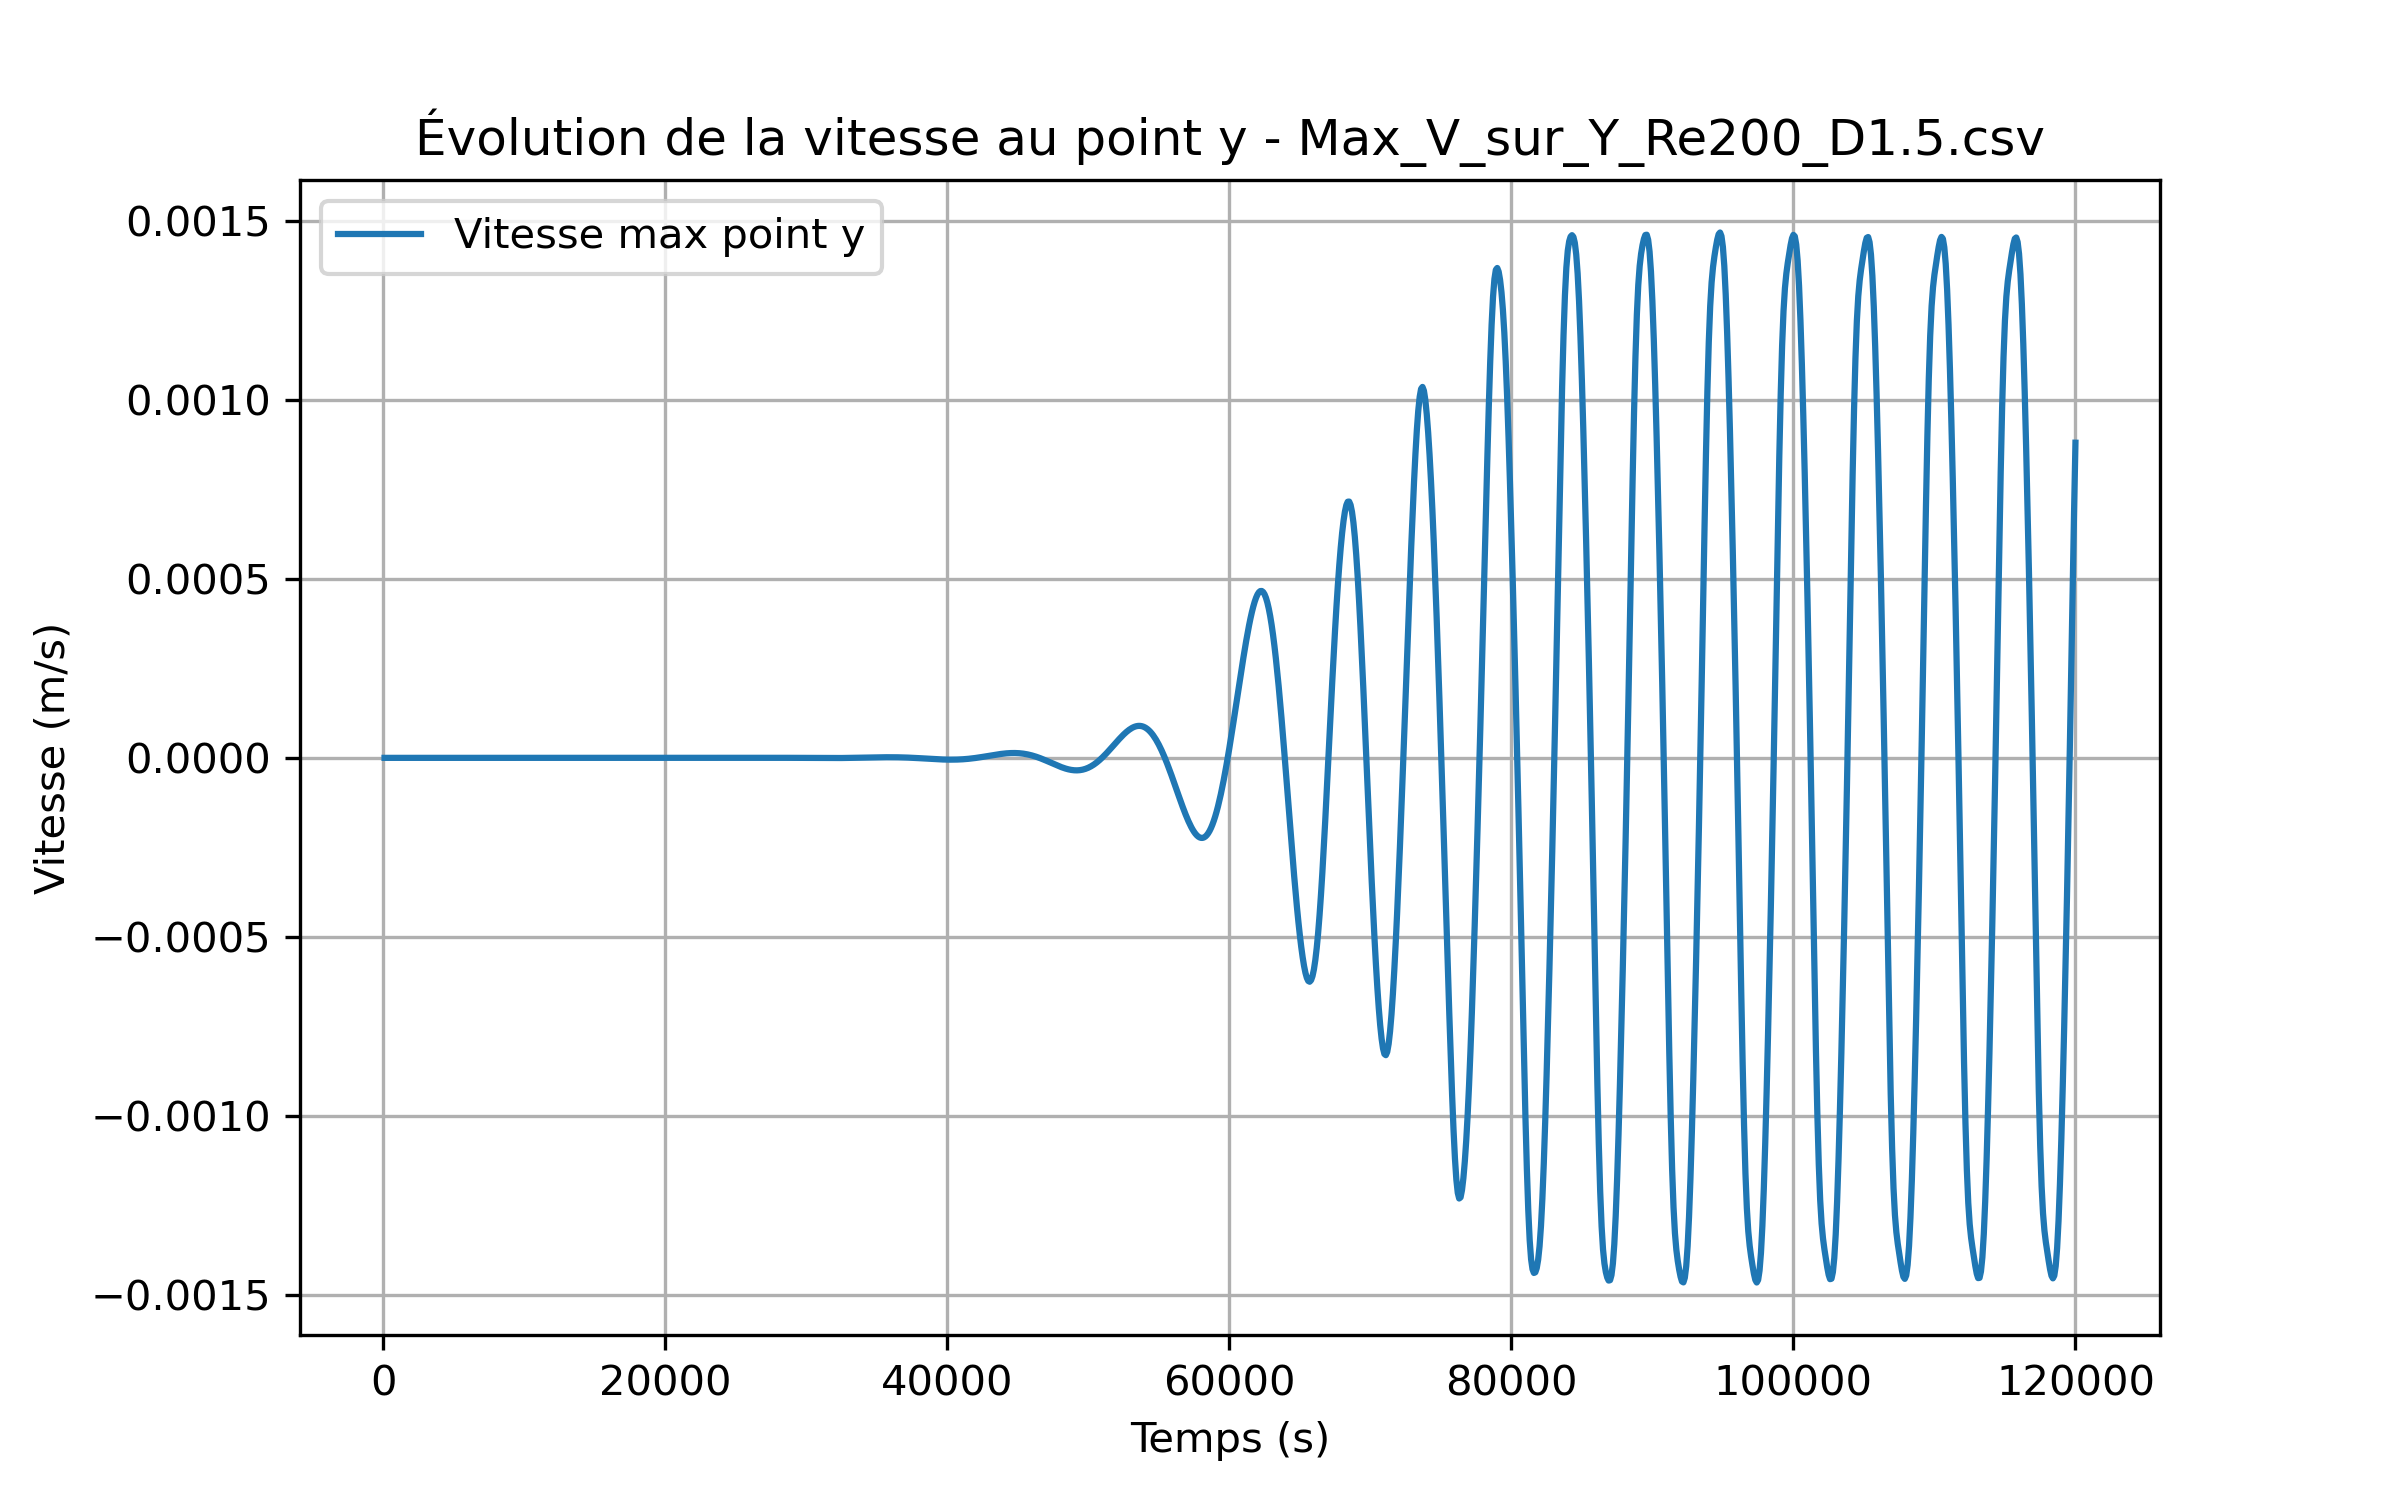 Évolution de la vitesse au point y - Max_V_sur_Y_Re200_D1.5.csv
Vitesse max point y
Vitesse (m/s)
0.0015
0.0010
0.0005
0.0000
−0.0005
−0.0010
−0.0015
0 20000 40000 60000 80000 100000 120000
Temps (s)